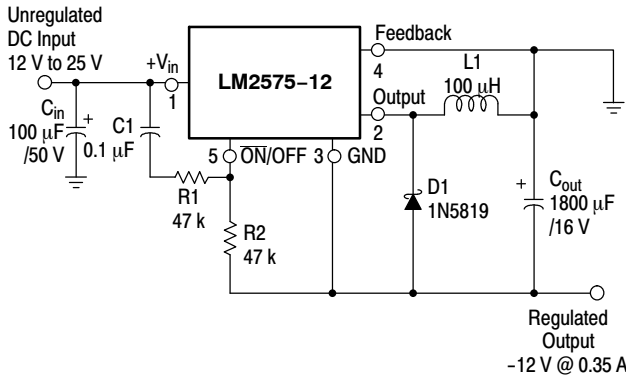 Unregulated
DC Input
12 V to 25 V
+Vin
1
LM2575–12
Feedback
4
Output
2
L1
100 μH
Cin
100 μF
/50 V
+
C1
0.1 μF
5
ON/OFF
3
GND
R1
47 k
R2
47 k
D1
1N5819
+
Cout
1800 μF
/16 V
Regulated
Output
–12 V @ 0.35 A